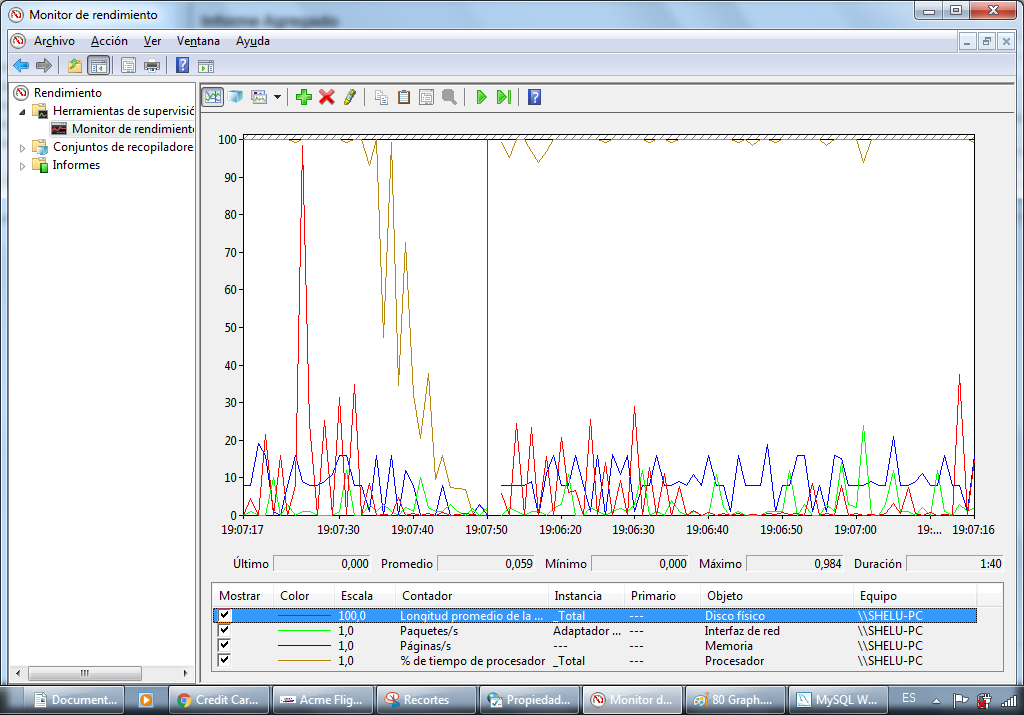 Informe Agregado
Monitor de rendimiento
Archivo Acción Ver Ventana Ayuda
Rendimiento
Herramientas de supervisió
Monitor de rendimiento
Conjuntos de recopiladore
Informes
100
90
80
70
60
50
40
30
20
10
0
19:07:17 19:07:30 19:07:40 19:07:50 19:06:20 19:06:30 19:06:40 19:06:50 19:07:00 19:... 19:07:16
Último 0,000 Promedio 0,059 Mínimo 0,000 Máximo 0,984 Duración 1:40
Mostrar Color Escala Contador Instancia Primario Objeto Equipo
100,0 Longitud promedio de la ... _Total --- Disco físico \\SHELU-PC
1,0 Paquetes/s Adaptador ... --- Interfaz de red \\SHELU-PC
1,0 Páginas/s --- --- Memoria \\SHELU-PC
1,0 % de tiempo de procesador _Total --- Procesador \\SHELU-PC
Document... Credit Car... Acme Flig... Recortes Propiedad... Monitor d... 80 Graph... MySQL W... ES